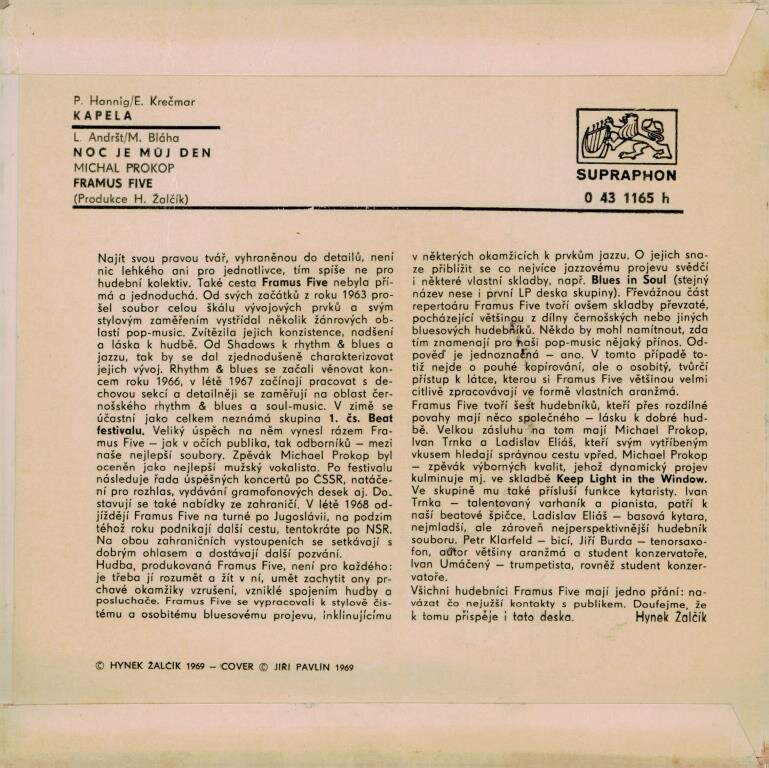 P. Hannig/E. Krečmar
KAPELA
L. Andršt/M. Bláha
NOC JE MŮJ DEN
MICHAL PROKOP
FRAMUS FIVE
(Produkce H. Žalčík)
SUPRAPHON
0 43 1165 h
Najít svou pravou tvář, vyhraněnou do detailů, není
nic lehkého ani pro jednotlivce, tím spíše ne pro
hudební kolektiv. Také cesta Framus Five nebyla pří-
má a jednoduchá. Od svých začátků z roku 1963 pro-
šel soubor celou škálu vývojových prvků a svým
stylovým zaměřením vystřídal několik žánrových ob-
lastí pop-music. Zvítězila jejich konzistence, nadšení
a láska k hudbě. Od Shadows k rhythm & blues a
jazzu, tak by se dal zjednodušeně charakterizovat
jejich vývoj. Rhythm & blues se začali věnovat kon-
cem roku 1966, v létě 1967 začínají pracovat s de-
chovou sekcí a detailněji se zaměřují na oblast čer-
nošského rhythm & blues a soul-music. V zimě se
účastní jako celkem neznámá skupina 1. čs. Beat
festivalu. Veliký úspěch na něm vynesl rázem Fra-
mus Five – jak v očích publika, tak odborníků – mezi
naše nejlepší soubory. Zpěvák Michael Prokop byl
oceněn jako nejlepší mužský vokalista. Po festivalu
následuje řada úspěšných koncertů po ČSSR, natáče-
ní pro rozhlas, vydávání gramofonových desek aj. Do-
stavují se také nabídky ze zahraničí. V létě 1968 od-
jíždějí Framus Five na turné po Jugoslávii, na podzim
téhož roku podnikají další cestu, tentokráte po NSR.
Na obou zahraničních vystoupeních se setkávají s
dobrým ohlasem a dostávají další pozvání.
Hudba, produkovaná Framus Five, není pro každého:
je třeba jí rozumět a žít v ní, umět zachytit ony pr-
chavé okamžiky vzrušení, vzniklé spojením hudby a
posluchače. Framus Five se vypracovali k stylově čis-
tému a osobitému bluesovému projevu, inklinujícímu
v některých okamžicích k prvkům jazzu. O jejich sna-
ze přiblížit se co nejvíce jazzovému projevu svědčí
i některé vlastní skladby, např. Blues in Soul (stejný
název nese i první LP deska skupiny). Převážnou část
repertoáru Framus Five tvoří ovšem skladby převzaté,
pocházející většinou z dílny černošských nebo jiných
bluesových hudebníků. Někdo by mohl namítnout, zda
tím znamenají pro naši pop-music nějaký přínos. Od-
pověď je jednoznačná – ano. V tomto případě to-
tiž nejde o pouhé kopírování, ale o osobitý, tvůrčí
přístup k látce, kterou si Framus Five většinou velmi
citlivě zpracovávají ve formě vlastních aranžmá.
Framus Five tvoří šest hudebníků, kteří přes rozdílné
povahy mají něco společného – lásku k dobré hud-
bě. Velkou zásluhu na tom mají Michael Prokop,
Ivan Trnka a Ladislav Eliáš, kteří svým vytříbeným
vkusem hledají správnou cestu vpřed. Michael Prokop
– zpěvák výborných kvalit, jehož dynamický projev
kulminuje mj. ve skladbě Keep Light in the Window.
Ve skupině mu také přísluší funkce kytaristy. Ivan
Trnka – talentovaný varhaník a pianista, patří k
naší beatové špičce, Ladislav Eliáš – basová kytara,
nejmladší, ale zároveň nejperspektivnější hudebník
souboru. Petr Klarfeld – bicí, Jiří Burda – tenorsaxo-
fon, autor většiny aranžmá a student konzervatoře,
Ivan Umáčený – trumpetista, rovněž student konzer-
vatoře.
Všichni hudebníci Framus Five mají jedno přání: na-
vázat čo nejužší kontakty s publikem. Doufejme, že
k tomu přispěje i tato deska. Hynek Žalčík
© HYNEK ŽALČÍK 1969 – COVER © JIŘI PAVLÍN 1969